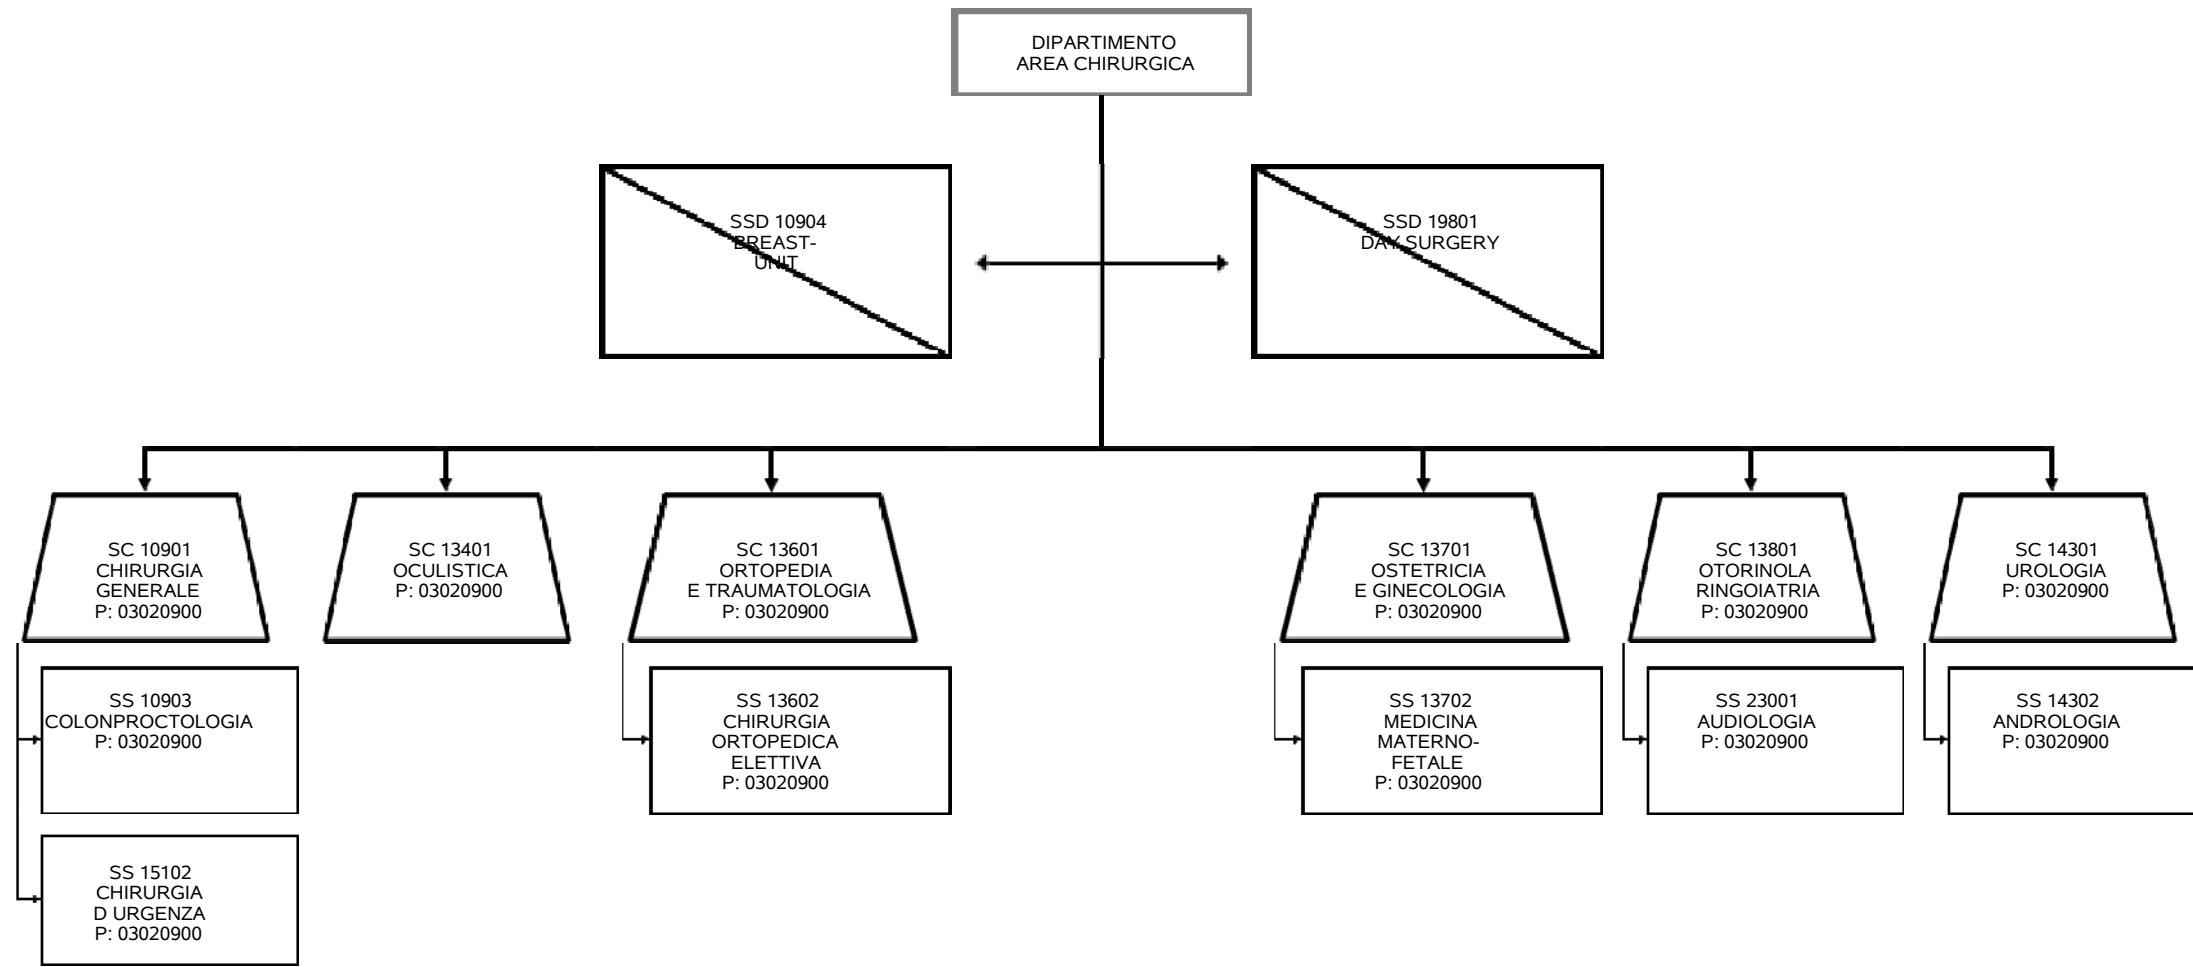 DIPARTIMENTO
AREA CHIRURGICA
SSD 10904
BREAST-
UNIT
SSD 19801
DAY SURGERY
SC 10901
CHIRURGIA
GENERALE
P: 03020900
SC 13401
OCULISTICA
P: 03020900
SC 13601
ORTOPEDIA
E TRAUMATOLOGIA
P: 03020900
SC 13701
OSTETRICIA
E GINECOLOGIA
P: 03020900
SC 13801
OTORINOLA
RINGOIATRIA
P: 03020900
SC 14301
UROLOGIA
P: 03020900
SS 10903
COLONPROCTOLOGIA
P: 03020900
SS 13602
CHIRURGIA
ORTOPEDICA
ELETTIVA
P: 03020900
SS 13702
MEDICINA
MATERNO-
FETALE
P: 03020900
SS 23001
AUDIOLOGIA
P: 03020900
SS 14302
ANDROLOGIA
P: 03020900
SS 15102
CHIRURGIA
D URGENZA
P: 03020900